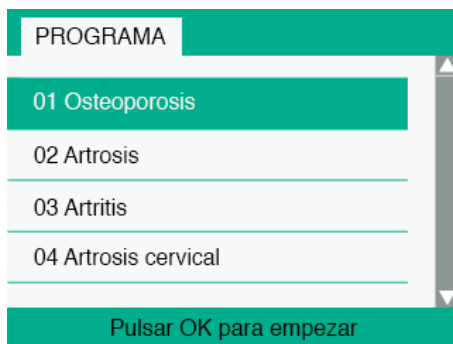 PROGRAMA
01 Osteoporosis
02 Artrosis
03 Artritis
04 Artrosis cervical
Pulsar OK para empezar